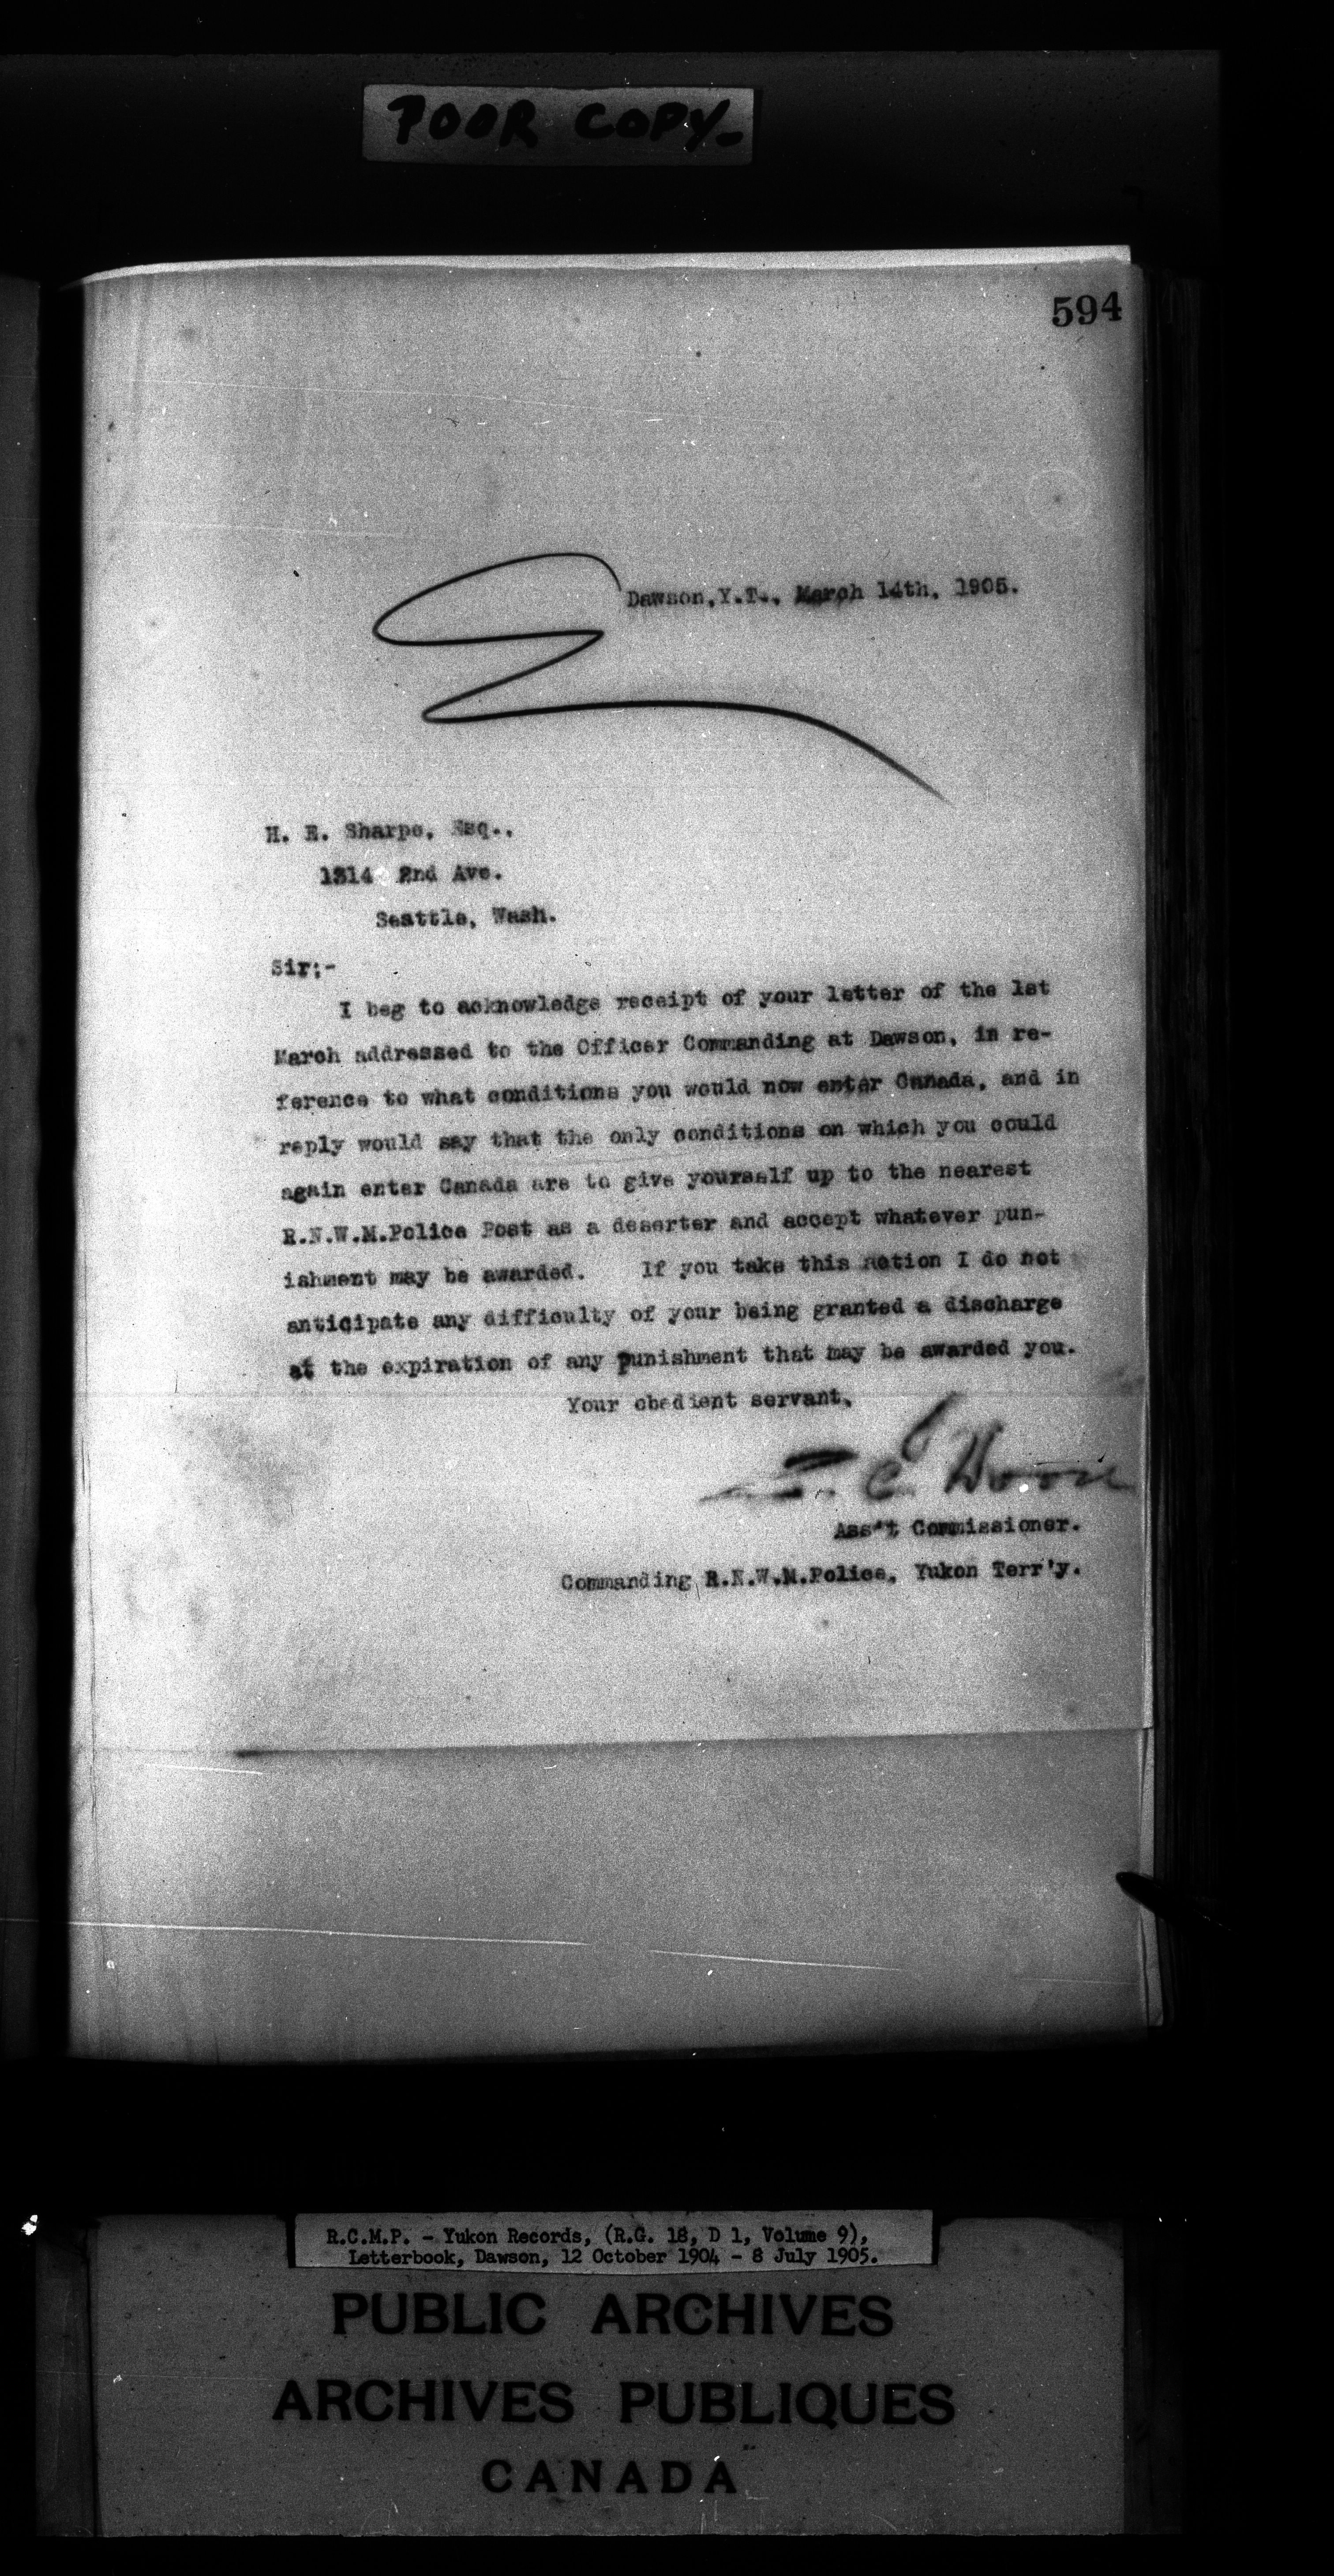 POOR COPY-
594
Dawson, Y.T., March 14th, 1905.
H. E. Sharpe, Esq.,
1314 2nd Ave.
Seattle, Wash.
Sir:-
I beg to acknowledge receipt of your letter of the 1st
March addressed to the Officer Commanding at Dawson, in re-
ference to what conditions you would now enter Canada, and in
reply would say that the only conditions on which you could
again enter Canada are to give yourself up to the nearest
R.N.W.M.Police Post as a deserter and accept whatever pun-
ishment may be awarded. If you take this action I do not
anticipate any difficulty of your being granted a discharge
at the expiration of any punishment that may be awarded you.
Your obedient servant,
Z. C. Wood
Ass't Commissioner.
Commanding R.N.W.M.Police, Yukon Terr'y.
R.C.M.P. - Yukon Records, (R.G. 18, D 1, Volume 9),
Letterbook, Dawson, 12 October 1904 - 8 July 1905.
PUBLIC ARCHIVES
ARCHIVES PUBLIQUES
CANADA